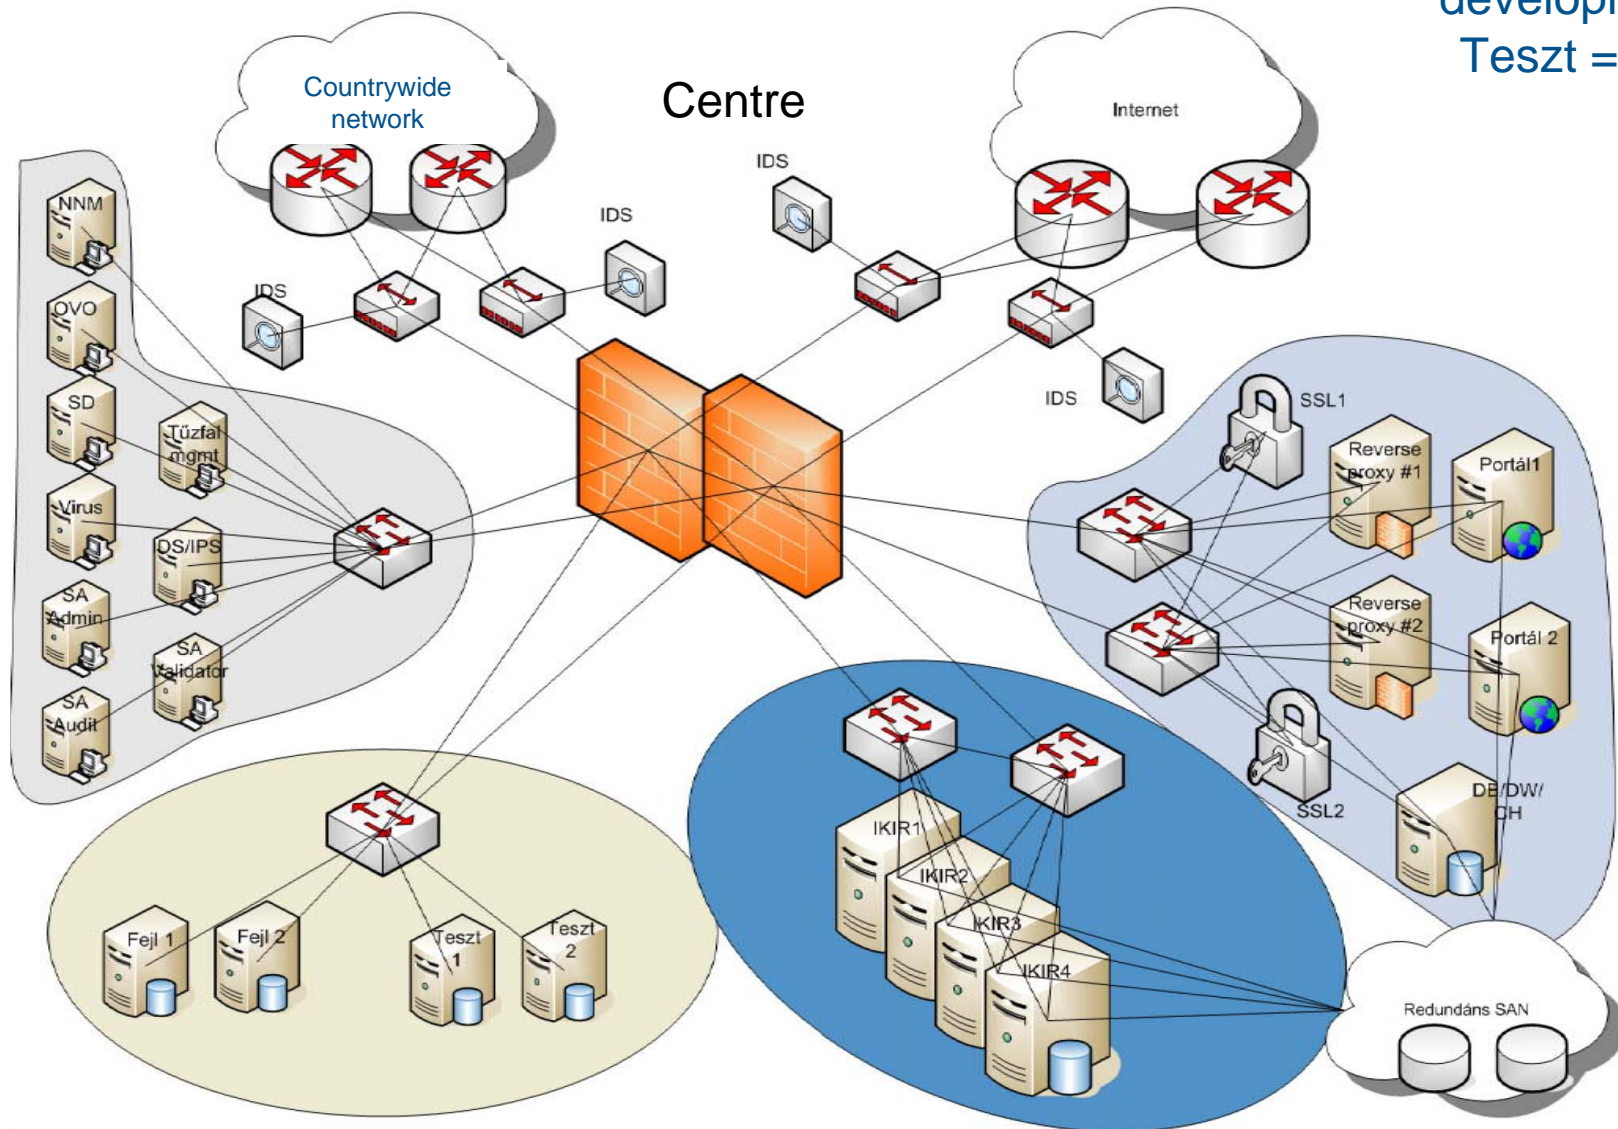 Teszt =
Countrywide
network
Centre
Internet
IDS
IDS
IDS
IDS
NNM
OVO
SD
Tűzfal
mgmt
Virus
DS/IPS
SA
Admin
SA
Validator
SA
Audit
SSL1
Reverse
proxy #1
Portál1
Reverse
proxy #2
Portál 2
SSL2
DB/DW/
CH
IKIR1
IKIR2
IKIR3
IKIR4
Fejl 1
Fejl 2
Teszt
1
Teszt
2
Redundáns SAN